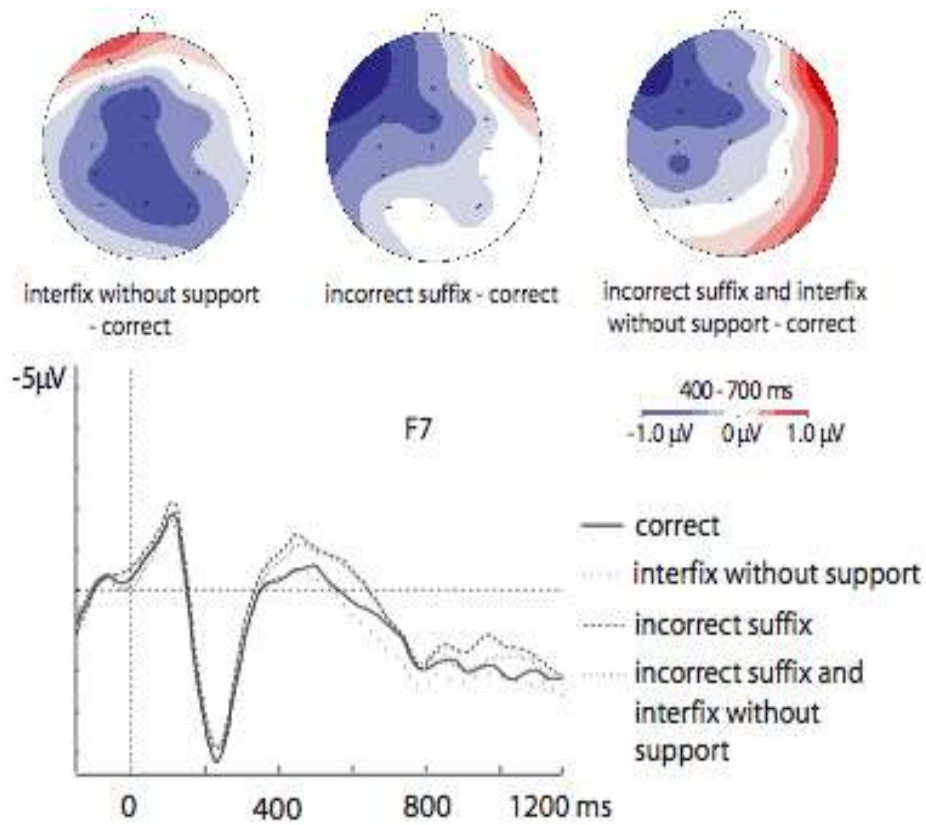 interfix without support
- correct
incorrect suffix - correct
incorrect suffix and interfix
without support - correct
-5µV
F7
400 - 700 ms
-1.0 µV 0 µV 1.0 µV
correct
interfix without support
incorrect suffix
incorrect suffix and
interfix without
support
0 400 800 1200 ms